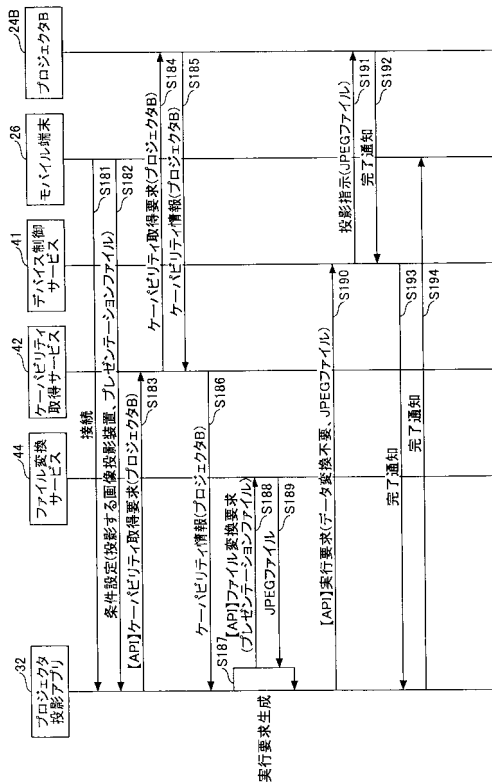 32
プロジェクタ
投影アプリ
44
ファイル変換
サービス
42
ケーパビリティ
取得サービス
41
デバイス制御
サービス
26
モバイル端末
24B
プロジェクタB
接続
S181
条件設定(投影する画像投影装置、プレゼンテーションファイル)
S182
【API】ケーパビリティ取得要求(プロジェクタB)
S183
ケーパビリティ取得要求(プロジェクタB)
S184
ケーパビリティ情報(プロジェクタB)
S185
ケーパビリティ情報(プロジェクタB)
S186
実行要求生成
S187
【API】ファイル変換要求
(プレゼンテーションファイル)
S188
JPEGファイル
S189
【API】実行要求(データ変換不要、JPEGファイル)
S190
投影指示(JPEGファイル)
S191
完了通知
S192
完了通知
S193
完了通知
S194